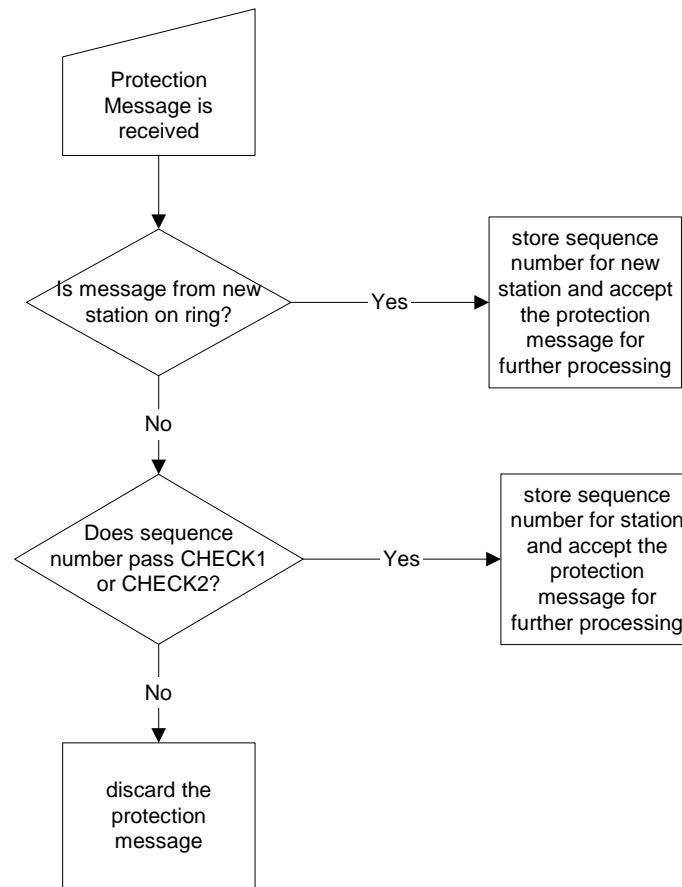 Protection
Message is
received
Is message from new
station on ring?
Yes
store sequence
number for new
station and accept
the protection
message for
further processing
No
Does sequence
number pass CHECK1
or CHECK2?
Yes
store sequence
number for station
and accept the
protection
message for
further processing
No
discard the
protection
message